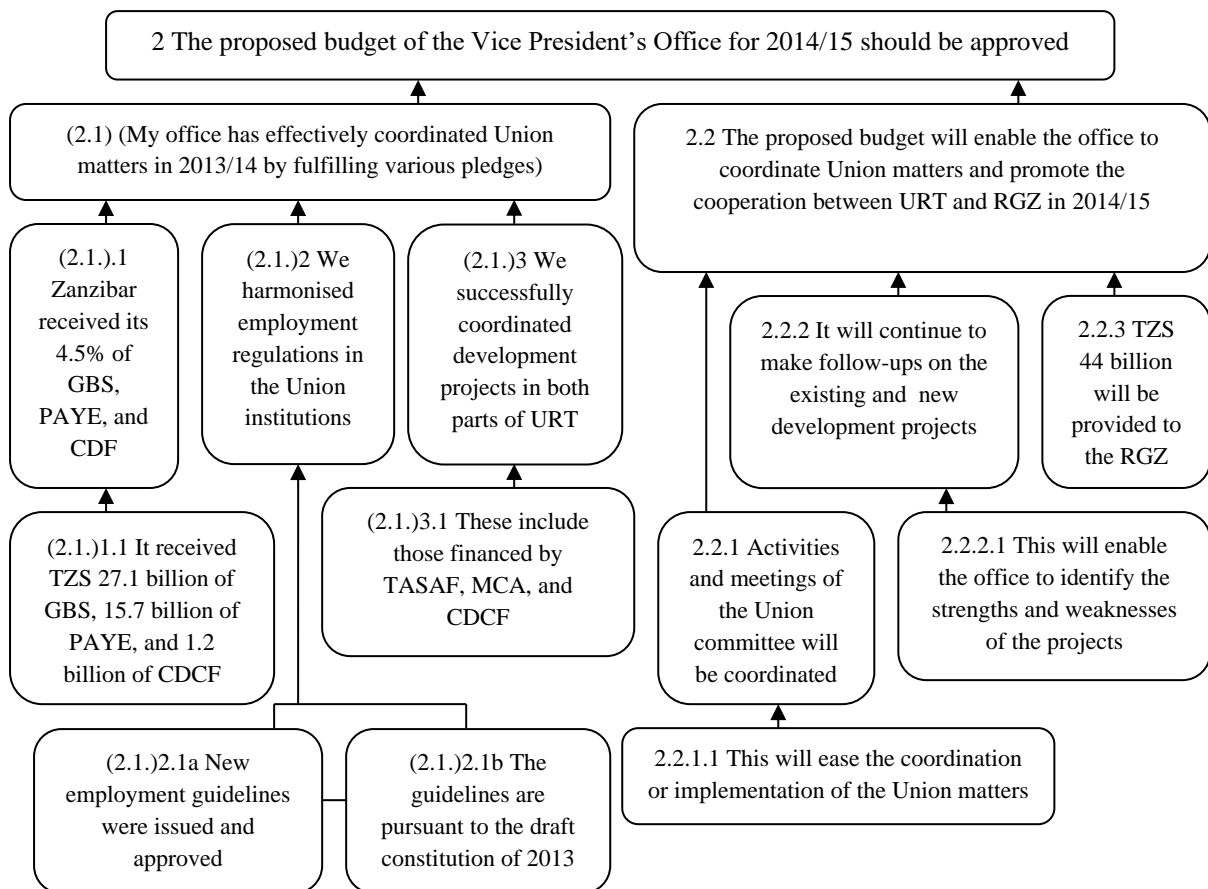 2 The proposed budget of the Vice President’s Office for 2014/15 should be approved
(2.1) (My office has effectively coordinated Union
matters in 2013/14 by fulfilling various pledges)
2.2 The proposed budget will enable the office to
coordinate Union matters and promote the
cooperation between URT and RGZ in 2014/15
(2.1.).1
Zanzibar
received its
4.5% of
GBS,
PAYE, and
CDF
(2.1.)2 We
harmonised
employment
regulations in
the Union
institutions
(2.1.)3 We
successfully
coordinated
development
projects in both
parts of URT
2.2.2 It will continue to
make follow-ups on the
existing and new
development projects
2.2.3 TZS
44 billion
will be
provided to
the RGZ
(2.1.)1.1 It received
TZS 27.1 billion of
GBS, 15.7 billion of
PAYE, and 1.2
billion of CDCF
(2.1.)3.1 These include
those financed by
TASAF, MCA, and
CDCF
2.2.1 Activities
and meetings of
the Union
committee will
be coordinated
2.2.2.1 This will enable
the office to identify the
strengths and weaknesses
of the projects
(2.1.)2.1a New
employment guidelines
were issued and
approved
(2.1.)2.1b The
guidelines are
pursuant to the draft
constitution of 2013
2.2.1.1 This will ease the coordination
or implementation of the Union matters